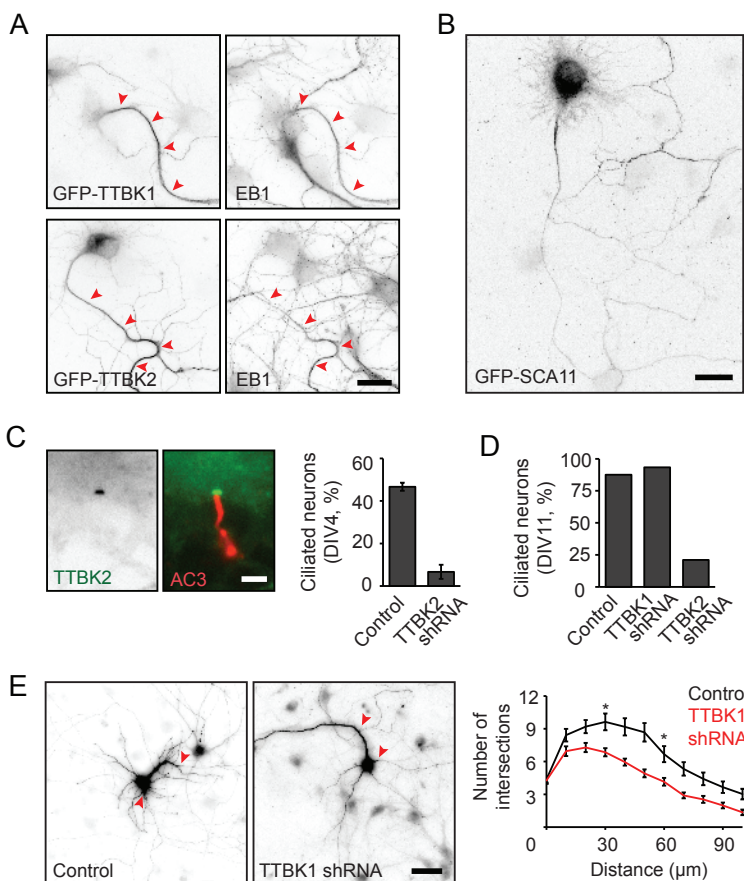 A
GFP-TTBK1
EB1
GFP-TTBK2
EB1
B
GFP-SCA11
C
TTBK2
AC3
Ciliated neurons
(DIV4, %)
60
40
20
0
Control
TTBK2
shRNA
D
Ciliated neurons
(DIV11, %)
100
75
50
25
0
Control
TTBK1
shRNA
TTBK2
shRNA
E
Control
TTBK1 shRNA
Number of
intersections
12
9
6
3
0
30
60
90
Distance (µm)
*
*
Control
TTBK1
shRNA